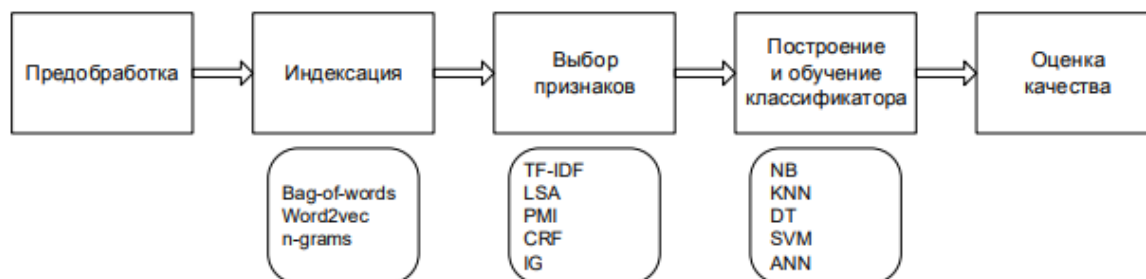 Предобработка
Индексация
Выбор
признаков
Построение
и обучение
классификатора
Оценка
качества
Bag-of-words
Word2vec
n-grams
TF-IDF
LSA
PMI
CRF
IG
NB
KNN
DT
SVM
ANN